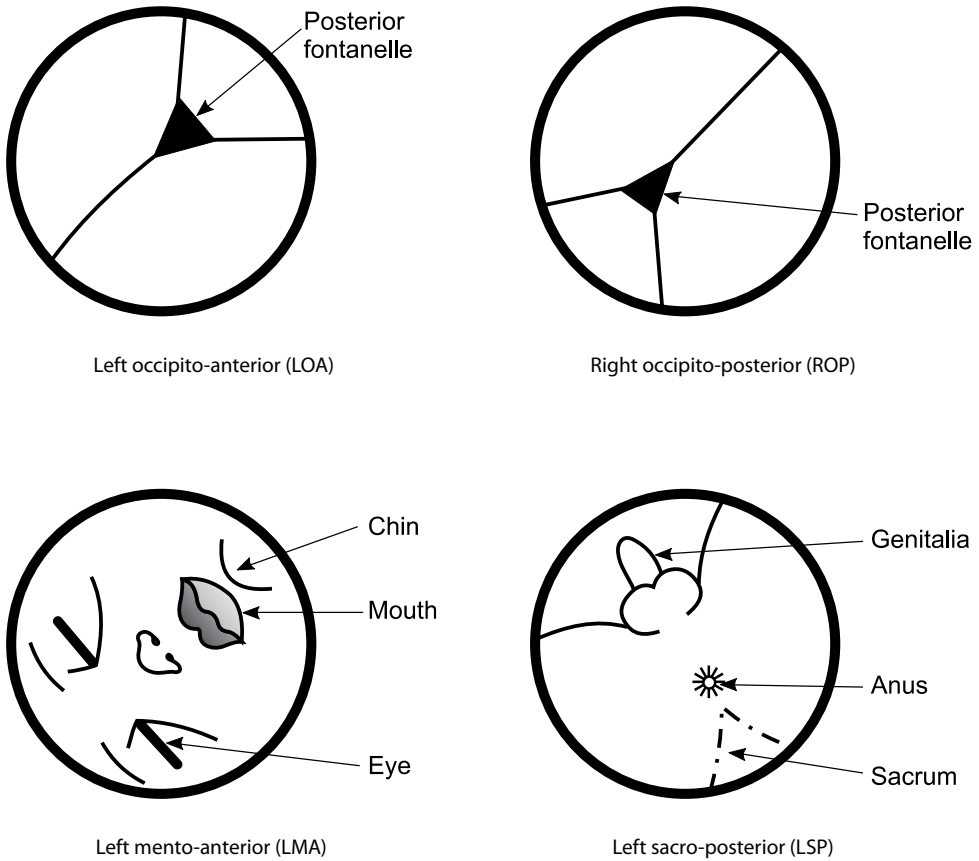 Posterior
fontanelle
Posterior
fontanelle
Left occipito-anterior (LOA)
Right occipito-posterior (ROP)
Chin
Mouth
Eye
Genitalia
Anus
Sacrum
Left mento-anterior (LMA)
Left sacro-posterior (LSP)